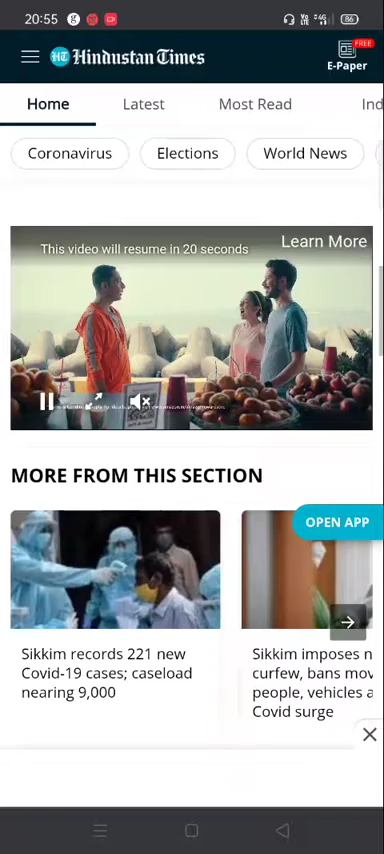 20:55
86
HT Hindustan Times
FREE
E-Paper
Home Latest Most Read Ind
Coronavirus Elections World News
This video will resume in 20 seconds
Learn More
MORE FROM THIS SECTION
OPEN APP
Sikkim records 221 new
Covid-19 cases; caseload
nearing 9,000
Sikkim imposes n
curfew, bans mov
people, vehicles a
Covid surge